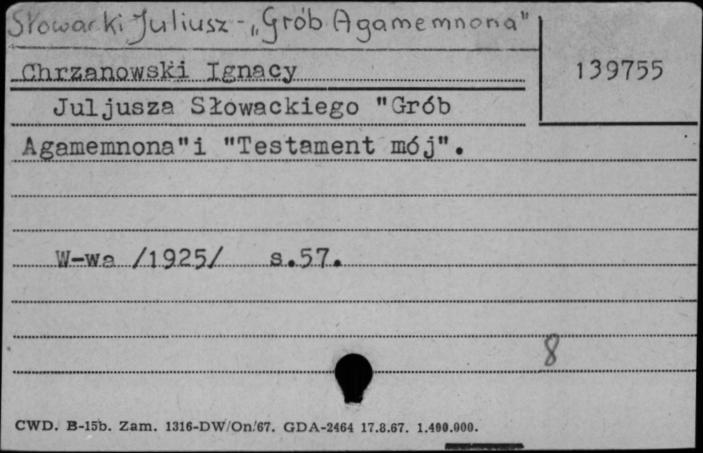 Słowacki Juliusz - „Grób Agamemnona"
Chrzanowski Ignacy
139755
Juljusza Słowackiego "Grób
Agamemnona" i "Testament mój".
W-wa /1925/ s.57.
8
CWD. B-15b. Zam. 1316-DW/On/67. GDA-2464 17.8.67. 1.400.000.